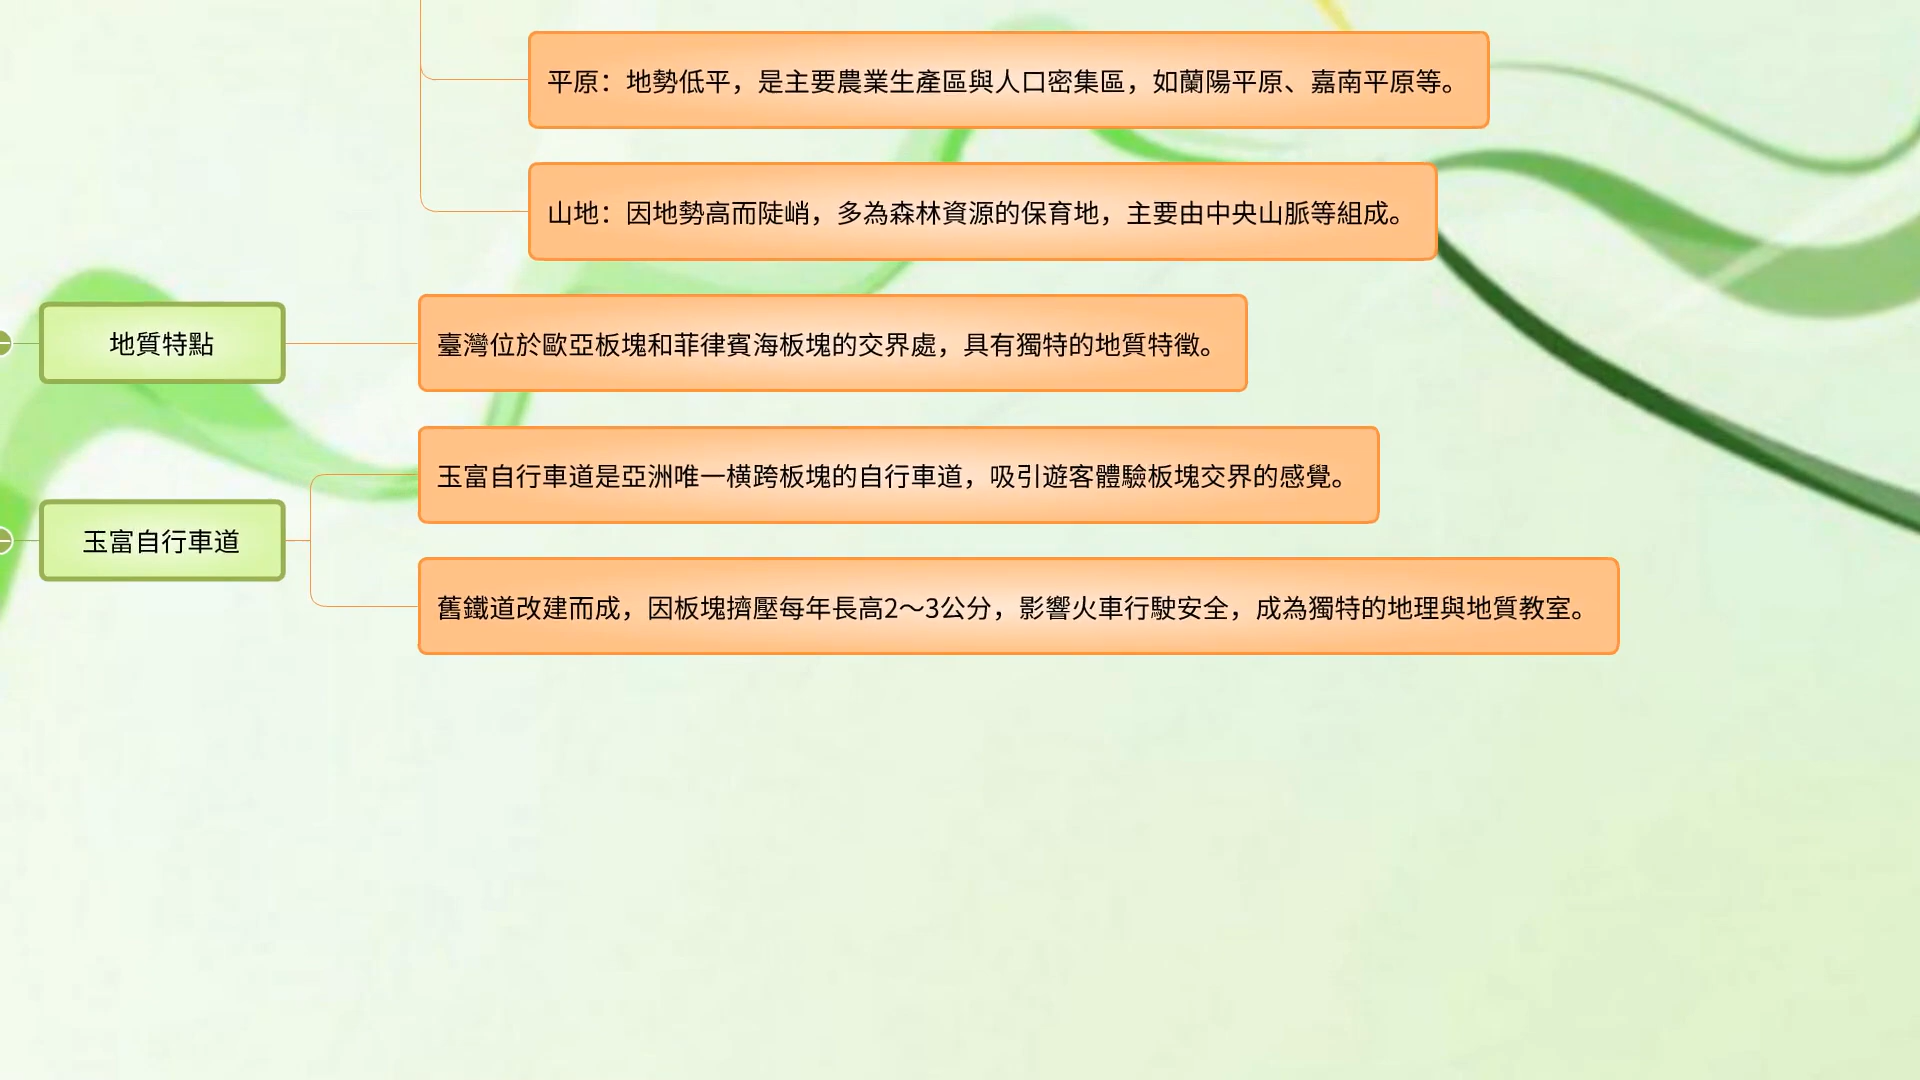 平原：地勢低平，是主要農業生產區與人口密集區，如蘭陽平原、嘉南平原等。
山地：因地勢高而陡峭，多為森林資源的保育地，主要由中央山脈等組成。
地質特點
臺灣位於歐亞板塊和菲律賓海板塊的交界處，具有獨特的地質特徵。
玉富自行車道
玉富自行車道是亞洲唯一橫跨板塊的自行車道，吸引遊客體驗板塊交界的感覺。
舊鐵道改建而成，因板塊擠壓每年長高2～3公分，影響火車行駛安全，成為獨特的地理與地質教室。